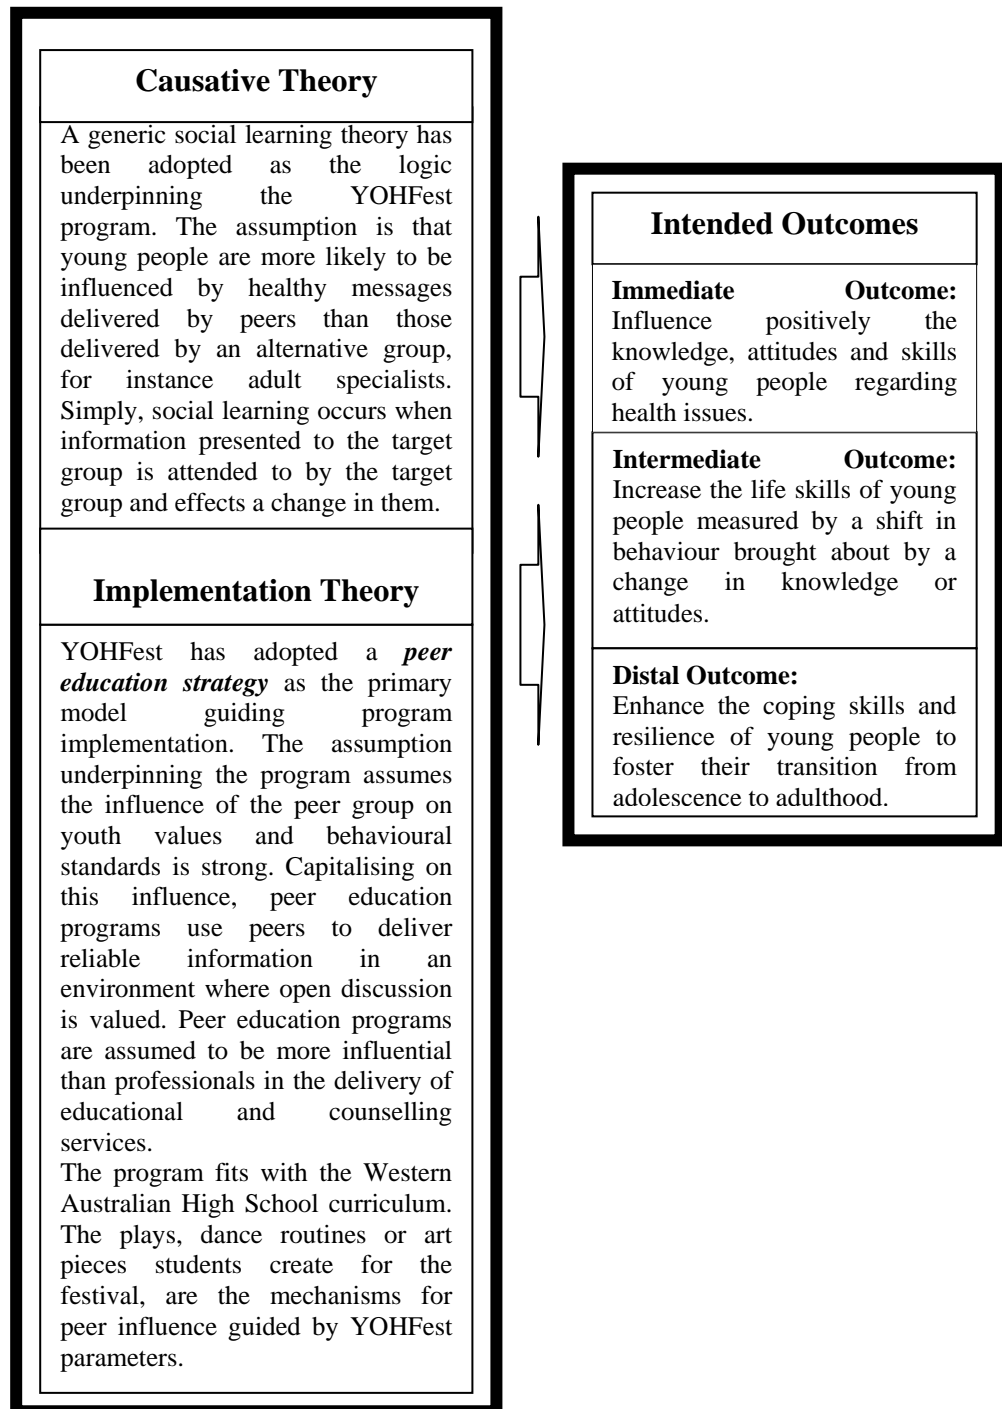 Causative Theory
A generic social learning theory has
been adopted as the logic
underpinning the YOHFest
program. The assumption is that
young people are more likely to be
influenced by healthy messages
delivered by peers than those
delivered by an alternative group,
for instance adult specialists.
Simply, social learning occurs when
information presented to the target
group is attended to by the target
group and effects a change in them.
Implementation Theory
YOHFest has adopted a peer
education strategy as the primary
model guiding program
implementation. The assumption
underpinning the program assumes
the influence of the peer group on
youth values and behavioural
standards is strong. Capitalising on
this influence, peer education
programs use peers to deliver
reliable information in an
environment where open discussion
is valued. Peer education programs
are assumed to be more influential
than professionals in the delivery of
educational and counselling
services.
The program fits with the Western
Australian High School curriculum.
The plays, dance routines or art
pieces students create for the
festival, are the mechanisms for
peer influence guided by YOHFest
parameters.
Intended Outcomes
Immediate Outcome:
Influence positively the
knowledge, attitudes and skills
of young people regarding
health issues.
Intermediate Outcome:
Increase the life skills of young
people measured by a shift in
behaviour brought about by a
change in knowledge or
attitudes.
Distal Outcome:
Enhance the coping skills and
resilience of young people to
foster their transition from
adolescence to adulthood.